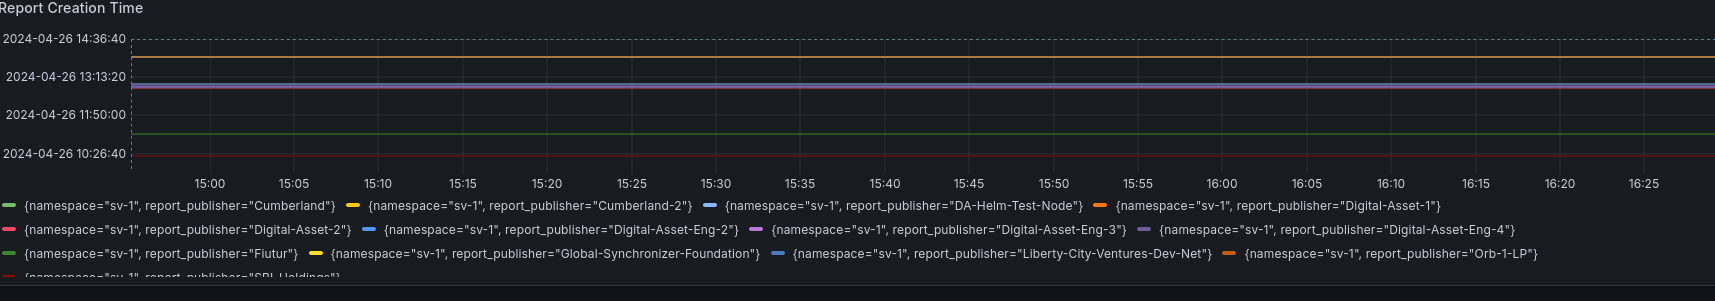 Report Creation Time
2024-04-26 14:36:40
2024-04-26 13:13:20
2024-04-26 11:50:00
2024-04-26 10:26:40
15:00 15:05 15:10 15:15 15:20 15:25 15:30 15:35 15:40 15:45 15:50 15:55 16:00 16:05 16:10 16:15 16:20 16:25
{namespace="sv-1", report_publisher="Cumberland"} {namespace="sv-1", report_publisher="Cumberland-2"} {namespace="sv-1", report_publisher="DA-Helm-Test-Node"} {namespace="sv-1", report_publisher="Digital-Asset-1"}
{namespace="sv-1", report_publisher="Digital-Asset-2"} {namespace="sv-1", report_publisher="Digital-Asset-Eng-2"} {namespace="sv-1", report_publisher="Digital-Asset-Eng-3"} {namespace="sv-1", report_publisher="Digital-Asset-Eng-4"}
{namespace="sv-1", report_publisher="Fiutur"} {namespace="sv-1", report_publisher="Global-Synchronizer-Foundation"} {namespace="sv-1", report_publisher="Liberty-City-Ventures-Dev-Net"} {namespace="sv-1", report_publisher="Orb-1-LP"}
{namespace="sv-1", report_publisher="SBI-Holdings"}